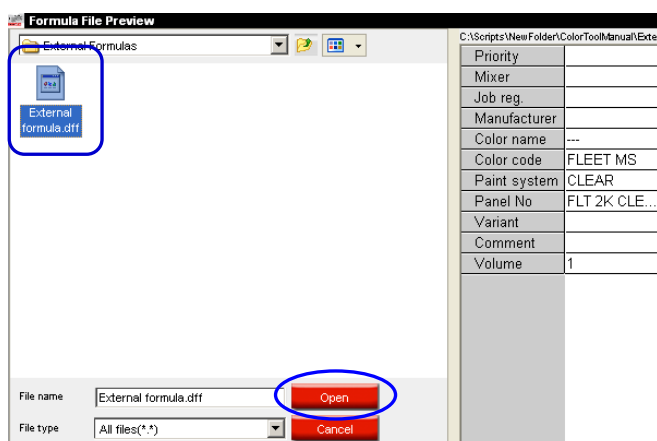 Formula File Preview
External Formulas
C:\Scripts\NewFolder\ColorToolManual\Exte
External
formula.dff
Priority
Mixer
Job reg.
Manufacturer
Color name ---
Color code FLEET MS
Paint system CLEAR
Panel No FLT 2K CLE...
Variant
Comment
Volume 1
File name External formula.dff Open
File type All files(*.*) Cancel